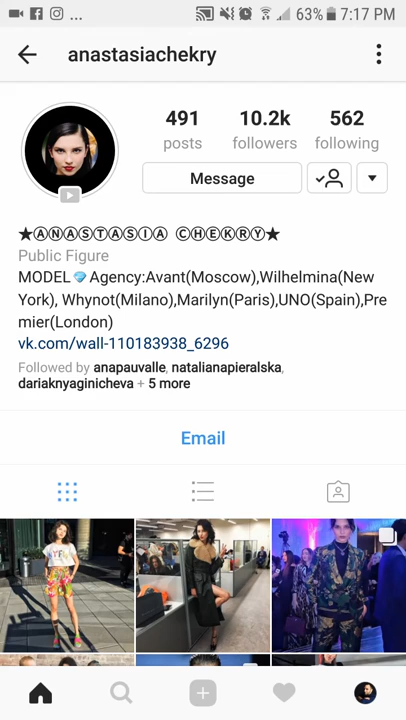 ... 63% 7:17 PM
anastasiachekry
491 10.2k 562
posts followers following
Message
★ⒶⓃⒶⓈⓉⒶⓈⒾⒶ ⒸⒽⒺⓀⓇⓎ★
Public Figure
MODEL💎Agency:Avant(Moscow),Wilhelmina(New
York), Whynot(Milano),Marilyn(Paris),UNO(Spain),Pre
mier(London)
vk.com/wall-110183938_6296
Followed by anapauvalle, natalianapieralska,
dariaknyaginicheva + 5 more
Email